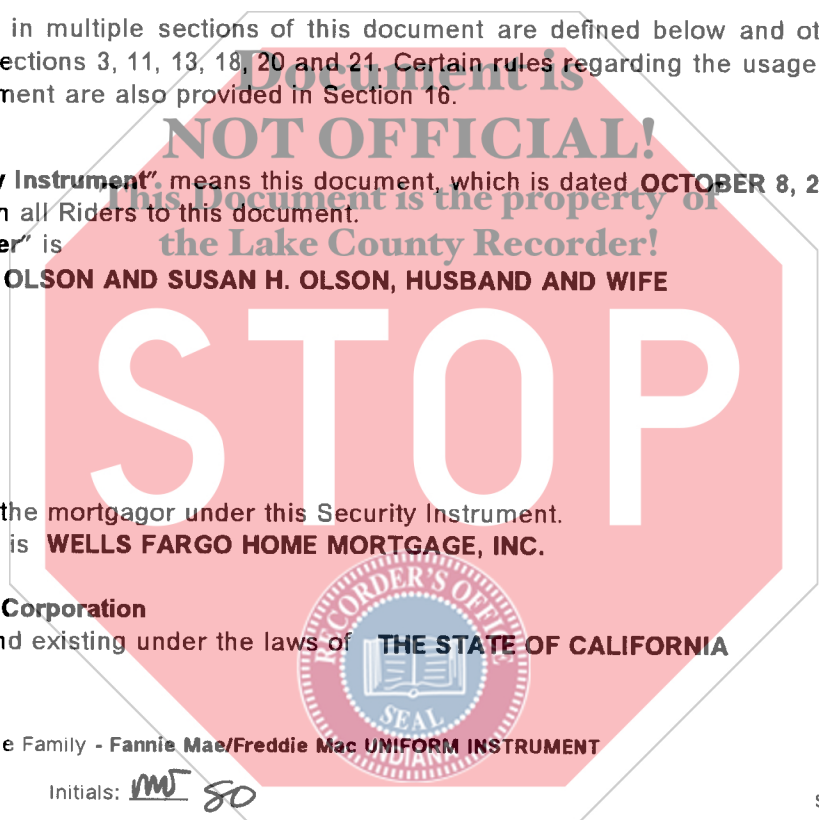 in multiple sections of this document are defined below and ot
ections 3, 11, 13, 18, 20 and 21. Certain rules regarding the usage
ment are also provided in Section 16.
Document is
NOT OFFICIAL!
This Document is the property of
the Lake County Recorder!
y Instrument" means this document, which is dated OCTOBER 8, 2
n all Riders to this document.
er" is
OLSON AND SUSAN H. OLSON, HUSBAND AND WIFE
STOP
the mortgagor under this Security Instrument.
is WELLS FARGO HOME MORTGAGE, INC.
Corporation
nd existing under the laws of THE STATE OF CALIFORNIA
RECORDER'S OFFICE
SEAL
INDIANA
e Family - Fannie Mae/Freddie Mac UNIFORM INSTRUMENT
Initials: SO
S